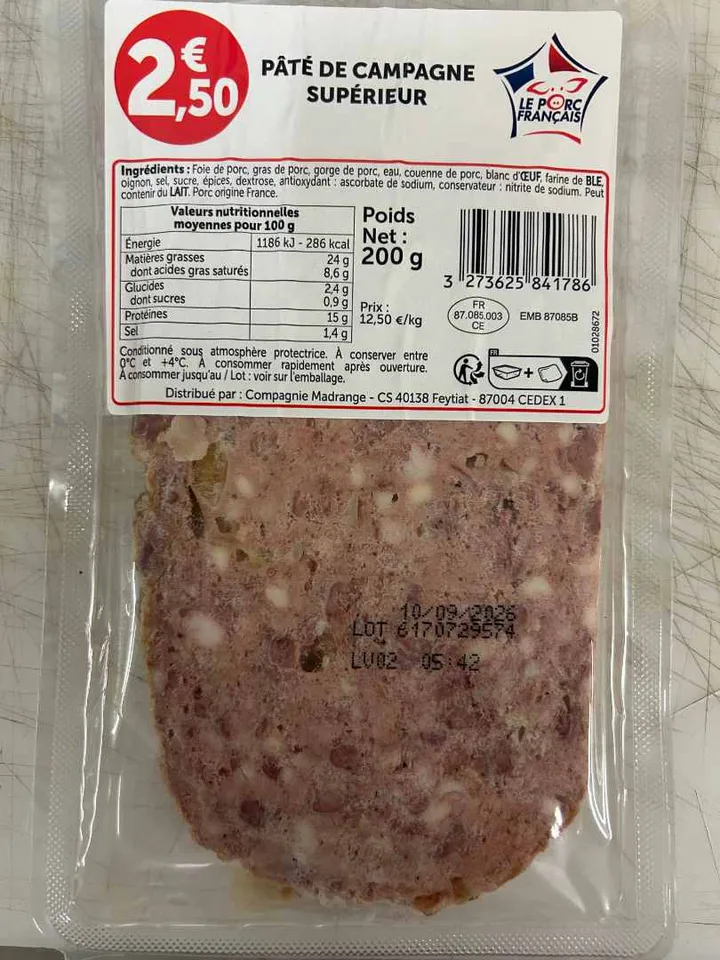 2€,50
PÂTÉ DE CAMPAGNE
SUPÉRIEUR
LE PORC
FRANÇAIS
Ingrédients : Foie de porc, gras de porc, gorge de porc, eau, couenne de porc, blanc d'ŒUF, farine de BLE,
oignon, sel, sucre, épices, dextrose, antioxydant : ascorbate de sodium, conservateur : nitrite de sodium. Peut
contenir du LAIT. Porc origine France.
Valeurs nutritionnelles
moyennes pour 100 g
Énergie 1186 kJ - 286 kcal
Matières grasses 24 g
dont acides gras saturés 8,6 g
Glucides 2,4 g
dont sucres 0,9 g
Protéines 15 g
Sel 1,4 g
Poids
Net :
200 g
Prix :
12,50 €/kg
3 273625 841786
FR
87.085.003
CE
EMB 87085B
01028672
FR
+
Conditionné sous atmosphère protectrice. À conserver entre
0°C et +4°C. À consommer rapidement après ouverture.
À consommer jusqu'au / Lot : voir sur l'emballage.
Distribué par : Compagnie Madrange - CS 40138 Feytiat - 87004 CEDEX 1
10/09/2026
LOT 6170729574
LV02 05:42